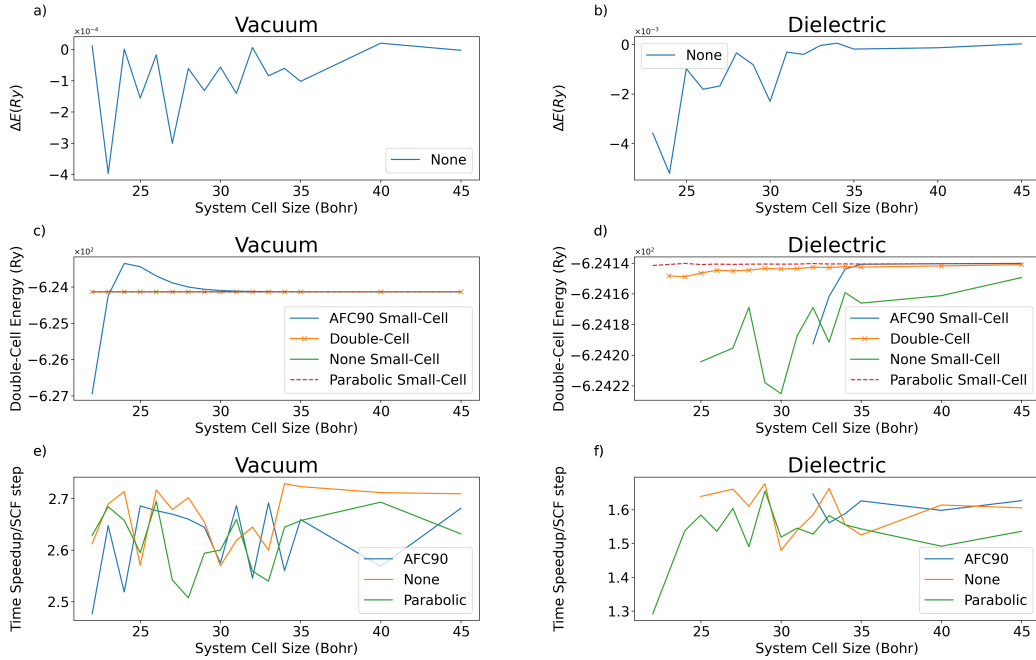 a)
Vacuum
×10⁻⁴
0
−1
−2
−3
−4
ΔE(Ry)
None
25 30 35 40 45
System Cell Size (Bohr)
b)
Dielectric
×10⁻³
0
−2
−4
ΔE(Ry)
None
25 30 35 40 45
System Cell Size (Bohr)
c)
Vacuum
×10²
−6.24
−6.25
−6.26
−6.27
Double-Cell Energy (Ry)
AFC90 Small-Cell
Double-Cell
None Small-Cell
Parabolic Small-Cell
25 30 35 40 45
System Cell Size (Bohr)
d)
Dielectric
×10²
−6.2414
−6.2416
−6.2418
−6.2420
−6.2422
Double-Cell Energy (Ry)
AFC90 Small-Cell
Double-Cell
None Small-Cell
Parabolic Small-Cell
25 30 35 40 45
System Cell Size (Bohr)
e)
Vacuum
2.7
2.6
2.5
Time Speedup/SCF step
AFC90
None
Parabolic
25 30 35 40 45
System Cell Size (Bohr)
f)
Dielectric
1.6
1.5
1.4
1.3
Time Speedup/SCF step
AFC90
None
Parabolic
25 30 35 40 45
System Cell Size (Bohr)